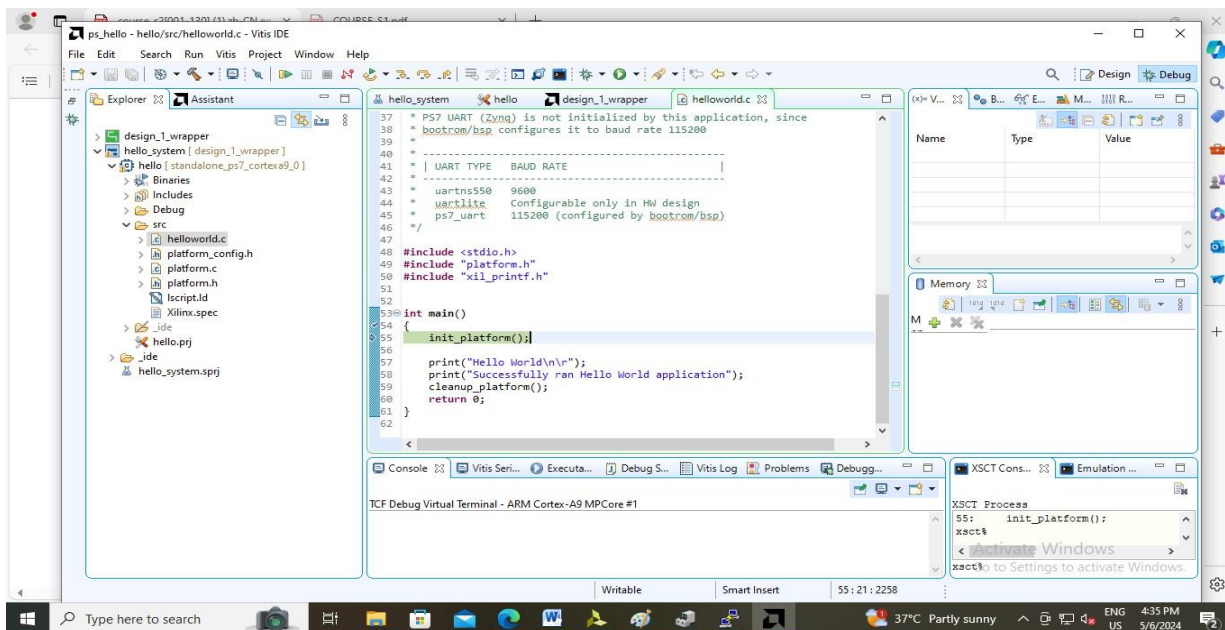 course_s2[001-130] (1) zh-CN
COURSE_S1.pdf
ps_hello - hello/src/helloworld.c - Vitis IDE
File Edit Search Run Vitis Project Window Help
Design Debug
Explorer Assistant
design_1_wrapper
hello_system [ design_1_wrapper ]
hello [ standalone_ps7_cortexa9_0 ]
Binaries
Includes
Debug
src
helloworld.c
platform_config.h
platform.c
platform.h
lscript.ld
Xilinx.spec
_ide
hello.prj
_ide
hello_system.sprj
hello_system hello design_1_wrapper helloworld.c
37 * PS7 UART (Zynq) is not initialized by this application, since
38 * bootrom/bsp configures it to baud rate 115200
39 *
40 * ------------------------------------------------
41 * | UART TYPE BAUD RATE |
42 * ------------------------------------------------
43 * uartns550 9600
44 * uartlite Configurable only in HW design
45 * ps7_uart 115200 (configured by bootrom/bsp)
46 */
47
48 #include <stdio.h>
49 #include "platform.h"
50 #include "xil_printf.h"
51
52
53 int main()
54 {
55 init_platform();
56
57 print("Hello World\n\r");
58 print("Successfully ran Hello World application");
59 cleanup_platform();
60 return 0;
61 }
62
(x)= V... B... E... M... R...
Name Type Value
Memory
M
Console Vitis Seri... Executa... Debug S... Vitis Log Problems Debugg...
TCF Debug Virtual Terminal - ARM Cortex-A9 MPCore #1
XSCT Cons... Emulation ...
XSCT Process
55: init_platform();
xsct%
Activate Windows
xsct%
to Settings to activate Windows.
Writable Smart Insert 55 : 21 : 2258
Type here to search
37°C Partly sunny
ENG
US
4:35 PM
5/6/2024